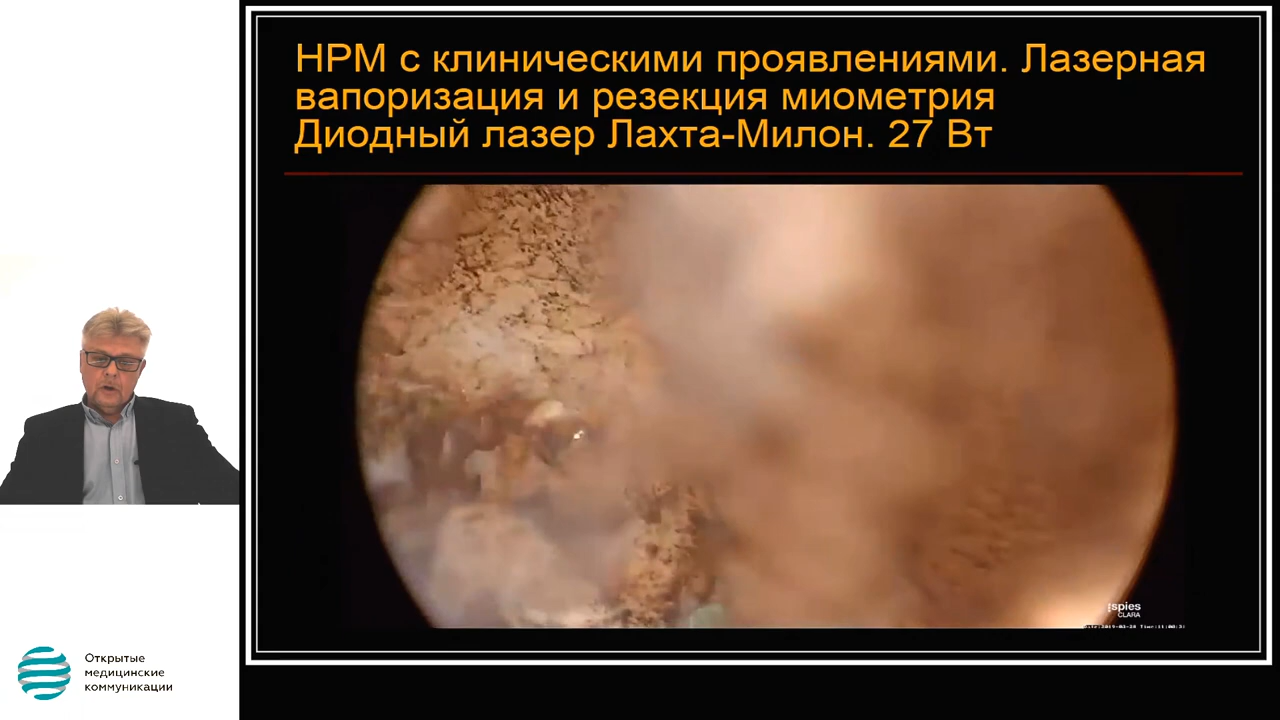 НРМ с клиническими проявлениями. Лазерная
вапоризация и резекция миометрия
Диодный лазер Лахта-Милон. 27 Вт
spies
CLARA
Открытые
медицинские
коммуникации